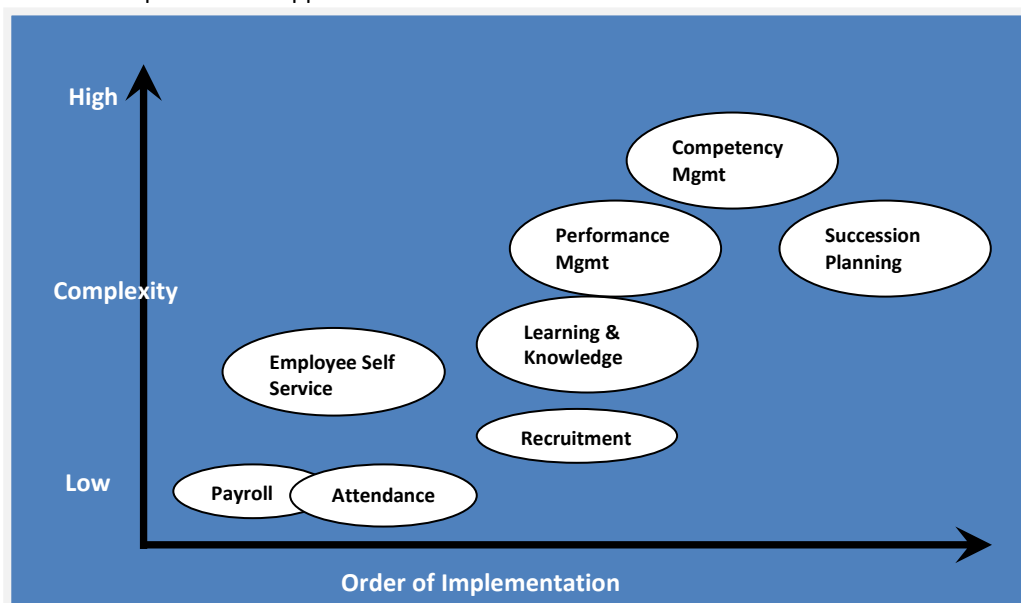 High
Competency
Mgmt
Performance
Mgmt
Succession
Planning
Complexity
Learning &
Knowledge
Employee Self
Service
Recruitment
Low
Payroll
Attendance
Order of Implementation